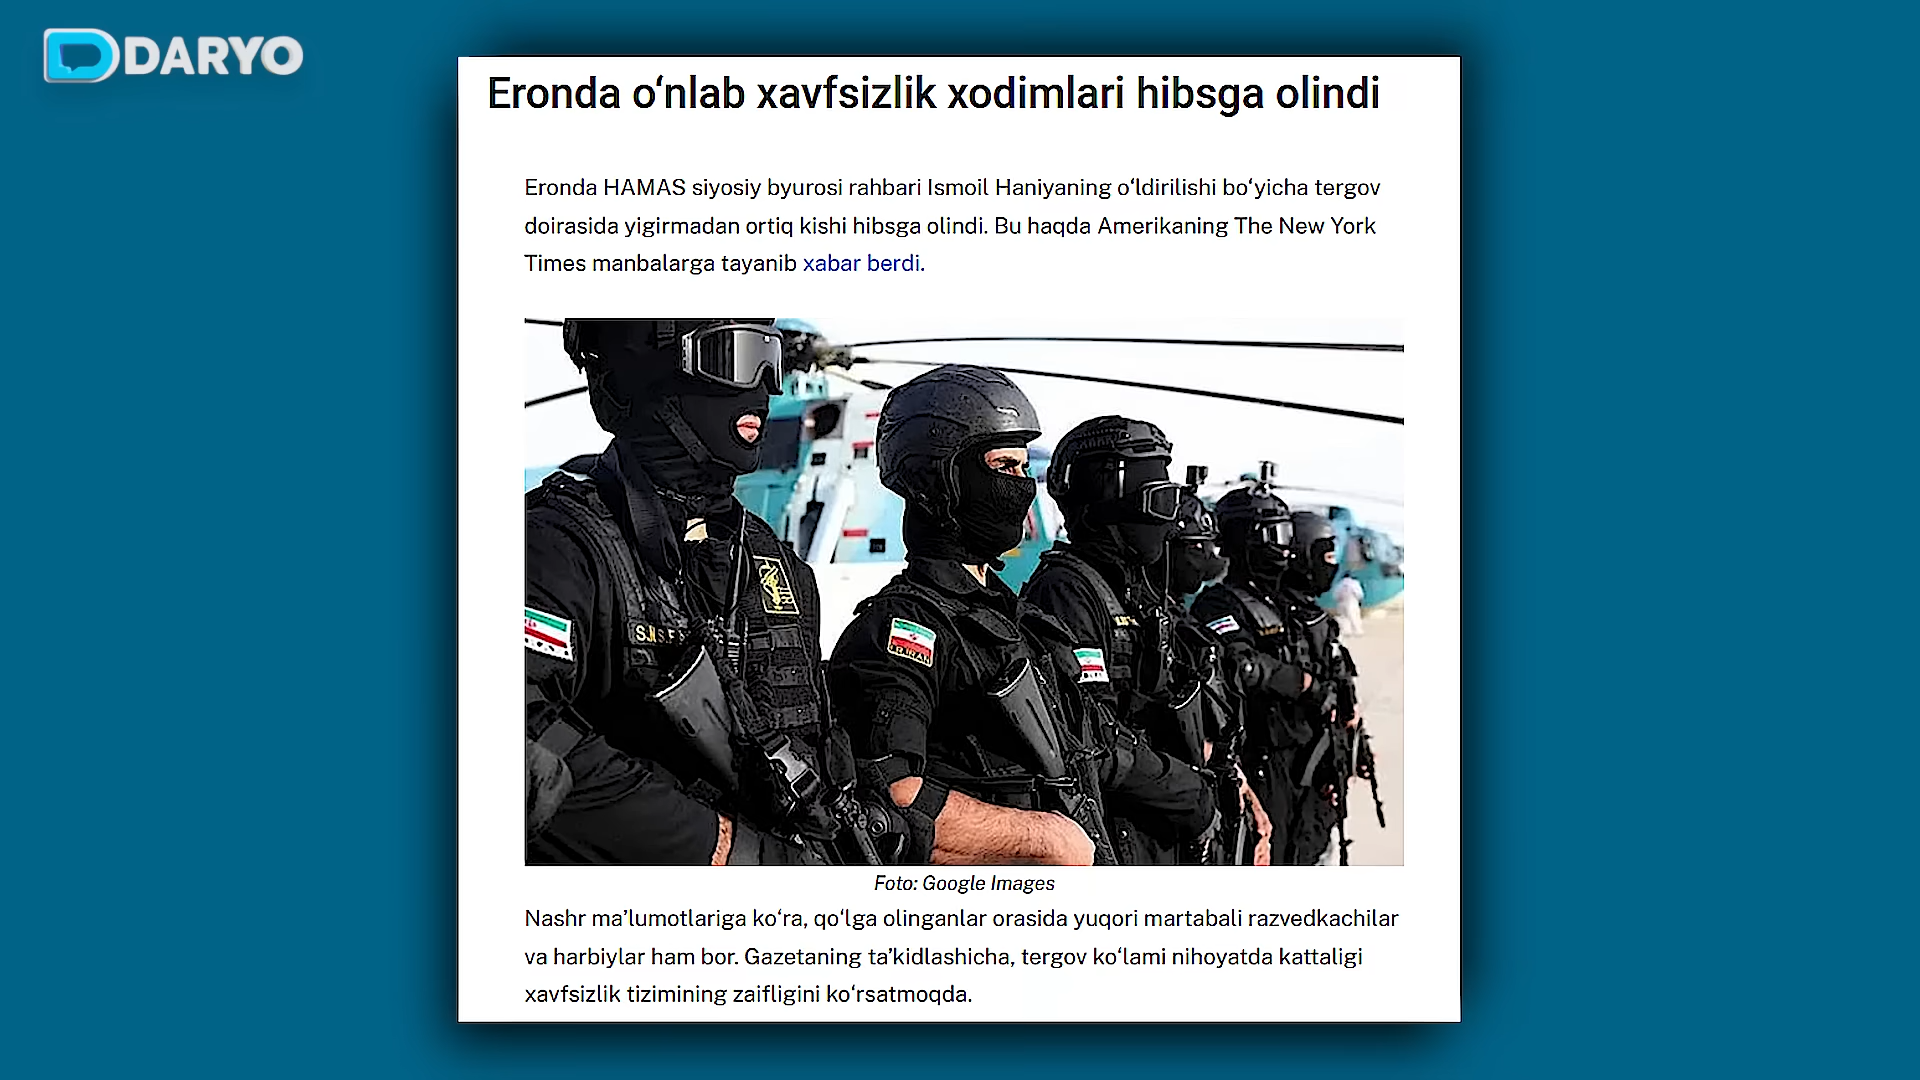 DARYO
Eronda o‘nlab xavfsizlik xodimlari hibsga olindi
Eronda HAMAS siyosiy byurosi rahbari Ismoil Haniyaning o‘ldirilishi bo‘yicha tergov
doirasida yigirmadan ortiq kishi hibsga olindi. Bu haqda Amerikaning The New York
Times manbalarga tayanib xabar berdi.
I.R.IRAN
Foto: Google Images
Nashr ma’lumotlariga ko‘ra, qo‘lga olinganlar orasida yuqori martabali razvedkachilar
va harbiylar ham bor. Gazetaning ta’kidlashicha, tergov ko‘lami nihoyatda kattaligi
xavfsizlik tizimining zaifligini ko‘rsatmoqda.